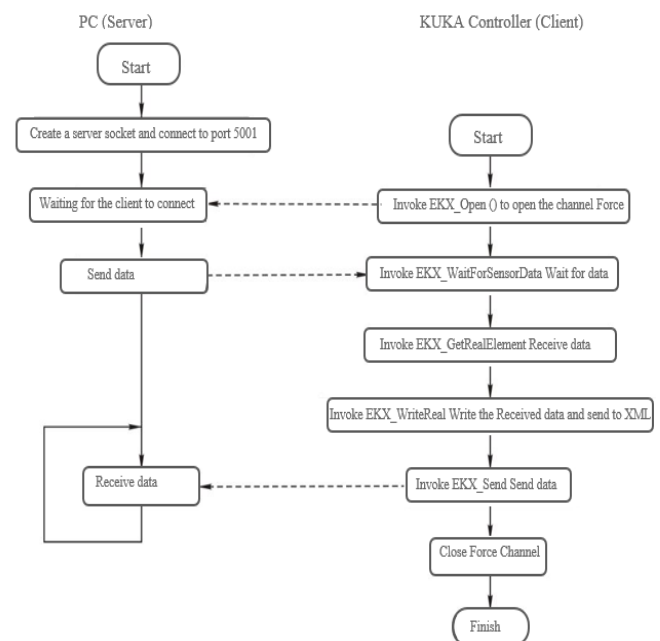 PC (Server)
KUKA Controller (Client)
Start
Create a server socket and connect to port 5001
Waiting for the client to connect
Send data
Receive data
Start
Invoke EKX_Open () to open the channel Force
Invoke EKX_WaitForSensorData Wait for data
Invoke EKX_GetRealElement Receive data
Invoke EKX_WriteReal Write the Received data and send to XML
Invoke EKX_Send Send data
Close Force Channel
Finish